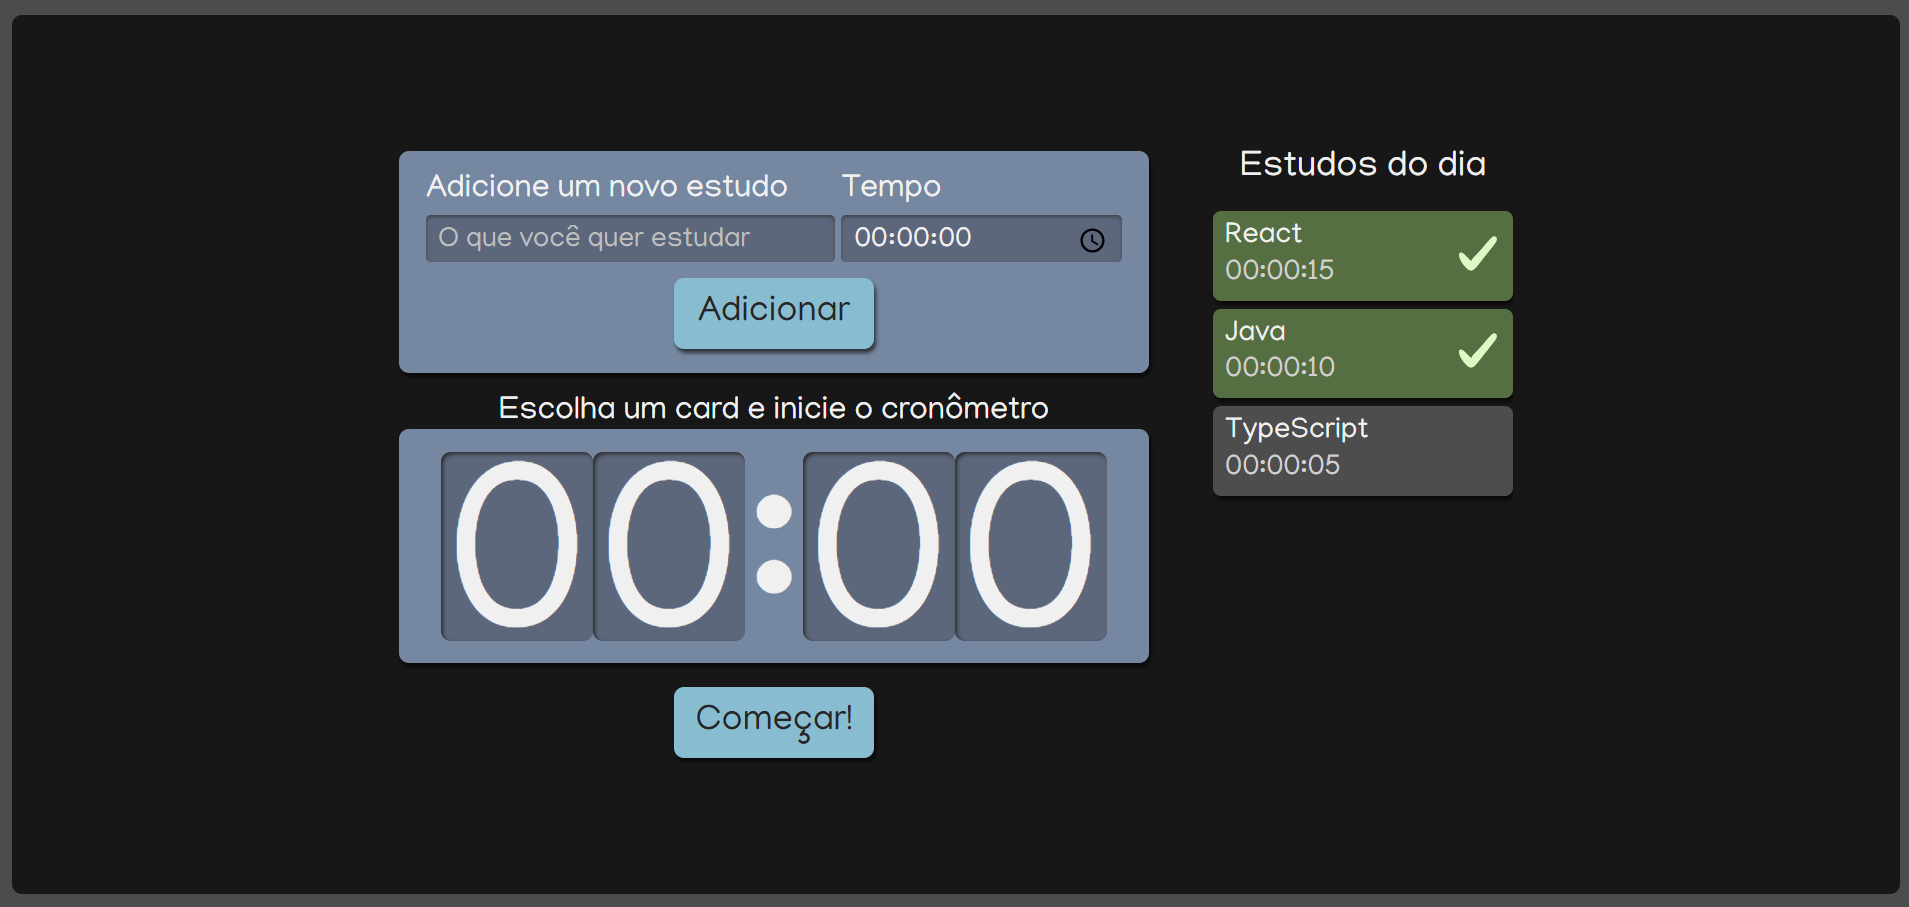 Adicione um novo estudo
Tempo
O que você quer estudar
00:00:00
Adicionar
Escolha um card e inicie o cronômetro
00:00
Começar!
Estudos do dia
React
00:00:15
Java
00:00:10
TypeScript
00:00:05